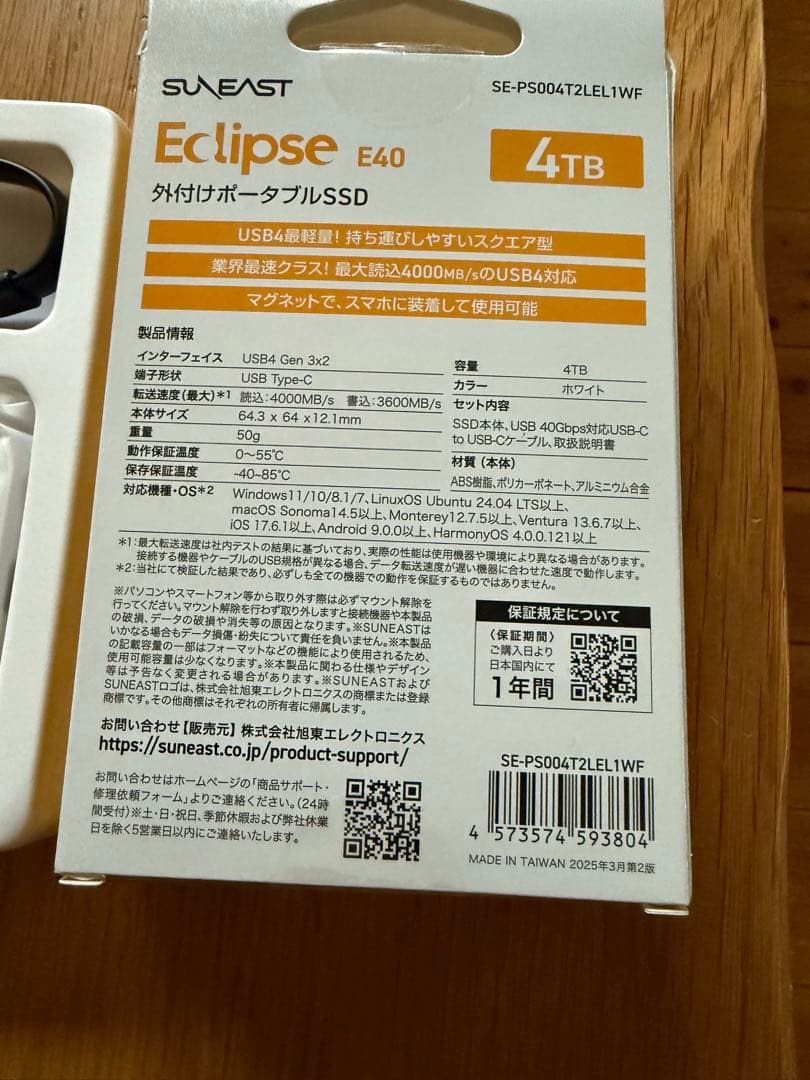 SUNEAST
SE-PS004T2LEL1WF
Eclipse E40
4TB
外付けポータブルSSD
USB4最軽量! 持ち運びしやすいスクエア型
業界最速クラス! 最大読込4000MB/sのUSB4対応
マグネットで、スマホに装着して使用可能
製品情報
インターフェイス USB4 Gen 3x2
端子形状 USB Type-C
転送速度(最大)*1 読込:4000MB/s 書込:3600MB/s
本体サイズ 64.3 x 64 x12.1mm
重量 50g
動作保証温度 0〜55℃
保存保証温度 -40〜85℃
容量 4TB
カラー ホワイト
セット内容
SSD本体、USB 40Gbps対応USB-C
to USB-Cケーブル、取扱説明書
材質(本体)
ABS樹脂、ポリカーボネート、アルミニウム合金
対応機種・OS*2 Windows11/10/8.1/7、LinuxOS Ubuntu 24.04 LTS以上、
macOS Sonoma14.5以上、Monterey12.7.5以上、Ventura 13.6.7以上、
iOS 17.6.1以上、Android 9.0.0以上、HarmonyOS 4.0.0.121以上
*1:最大転送速度は社内テストの結果に基づいており、実際の性能は使用機器や環境により異なる場合があります。
接続する機器やケーブルのUSB規格が異なる場合、データ転送速度が遅い機器に合わせた速度で動作します。
*2:当社にて検証した結果であり、必ずしも全ての機器での動作を保証するものではありません。
※パソコンやスマートフォン等から取り外す際は必ずマウント解除を
行ってください。マウント解除を行わず取り外しますと接続機器や本製品
の破損、データの破損や消失等の原因となります。※SUNEASTは
いかなる場合もデータ損傷・紛失について責任を負いません。※本製品
の記載容量の一部はフォーマットなどの機能により使用されるため、
使用可能容量は少なくなります。※本製品に関わる仕様やデザイン
等は予告なく変更される場合があります。※SUNEASTおよび
SUNEASTロゴは、株式会社旭東エレクトロニクスの商標または登録
商標です。その他商標はそれぞれの所有者に帰属します。
保証規定について
〈保証期間〉
ご購入日より
日本国内にて
1年間
お問い合わせ【販売元】株式会社旭東エレクトロニクス
https://suneast.co.jp/product-support/
お問い合わせはホームページの「商品サポート・
修理依頼フォーム」よりご連絡ください。(24時
間受付)※土・日・祝日、季節休暇および弊社休業
日を除く5営業日以内にご連絡いたします。
SE-PS004T2LEL1WF
4 573574 593804
MADE IN TAIWAN 2025年3月第2版